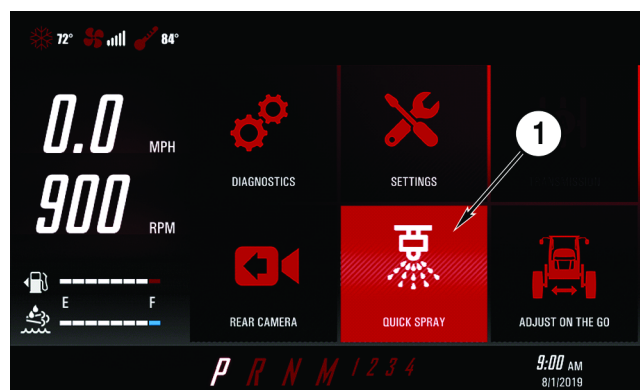 72° 84°
1
0.0 MPH
900 RPM
E F
DIAGNOSTICS SETTINGS
REAR CAMERA QUICK SPRAY ADJUST ON THE GO
P R N M 1 2 3 4
9:00 AM
8/1/2019